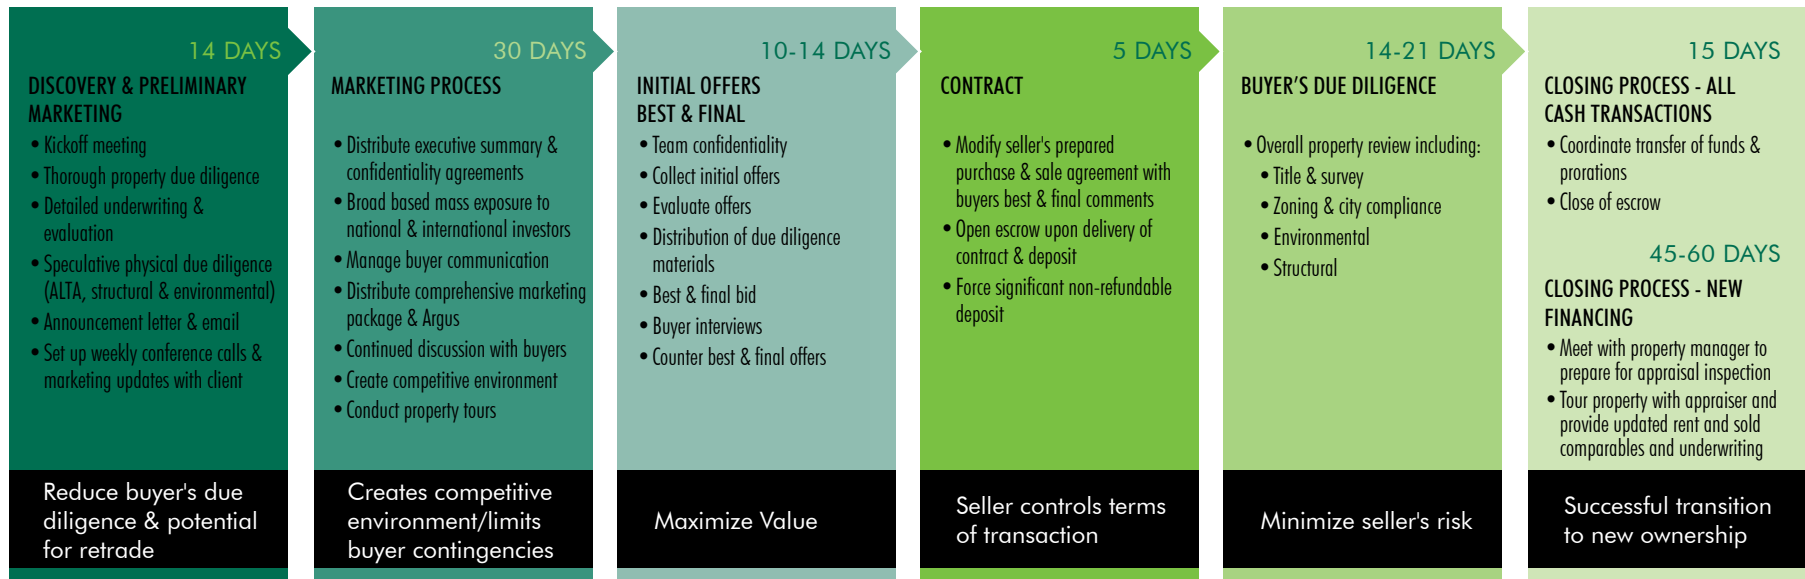 14 DAYS
DISCOVERY & PRELIMINARY
MARKETING
• Kickoff meeting
• Thorough property due diligence
• Detailed underwriting &
evaluation
• Speculative physical due diligence
(ALTA, structural & environmental)
• Announcement letter & email
• Set up weekly conference calls &
marketing updates with client
Reduce buyer's due
diligence & potential
for retrade
30 DAYS
MARKETING PROCESS
• Distribute executive summary &
confidentiality agreements
• Broad based mass exposure to
national & international investors
• Manage buyer communication
• Distribute comprehensive marketing
package & Argus
• Continued discussion with buyers
• Create competitive environment
• Conduct property tours
Creates competitive
environment/limits
buyer contingencies
10-14 DAYS
INITIAL OFFERS
BEST & FINAL
• Team confidentiality
• Collect initial offers
• Evaluate offers
• Distribution of due diligence
materials
• Best & final bid
• Buyer interviews
• Counter best & final offers
Maximize Value
5 DAYS
CONTRACT
• Modify seller's prepared
purchase & sale agreement with
buyers best & final comments
• Open escrow upon delivery of
contract & deposit
• Force significant non-refundable
deposit
Seller controls terms
of transaction
14-21 DAYS
BUYER’S DUE DILIGENCE
• Overall property review including:
• Title & survey
• Zoning & city compliance
• Environmental
• Structural
Minimize seller's risk
15 DAYS
CLOSING PROCESS - ALL
CASH TRANSACTIONS
• Coordinate transfer of funds &
prorations
• Close of escrow
45-60 DAYS
CLOSING PROCESS - NEW
FINANCING
• Meet with property manager to
prepare for appraisal inspection
• Tour property with appraiser and
provide updated rent and sold
comparables and underwriting
Successful transition
to new ownership